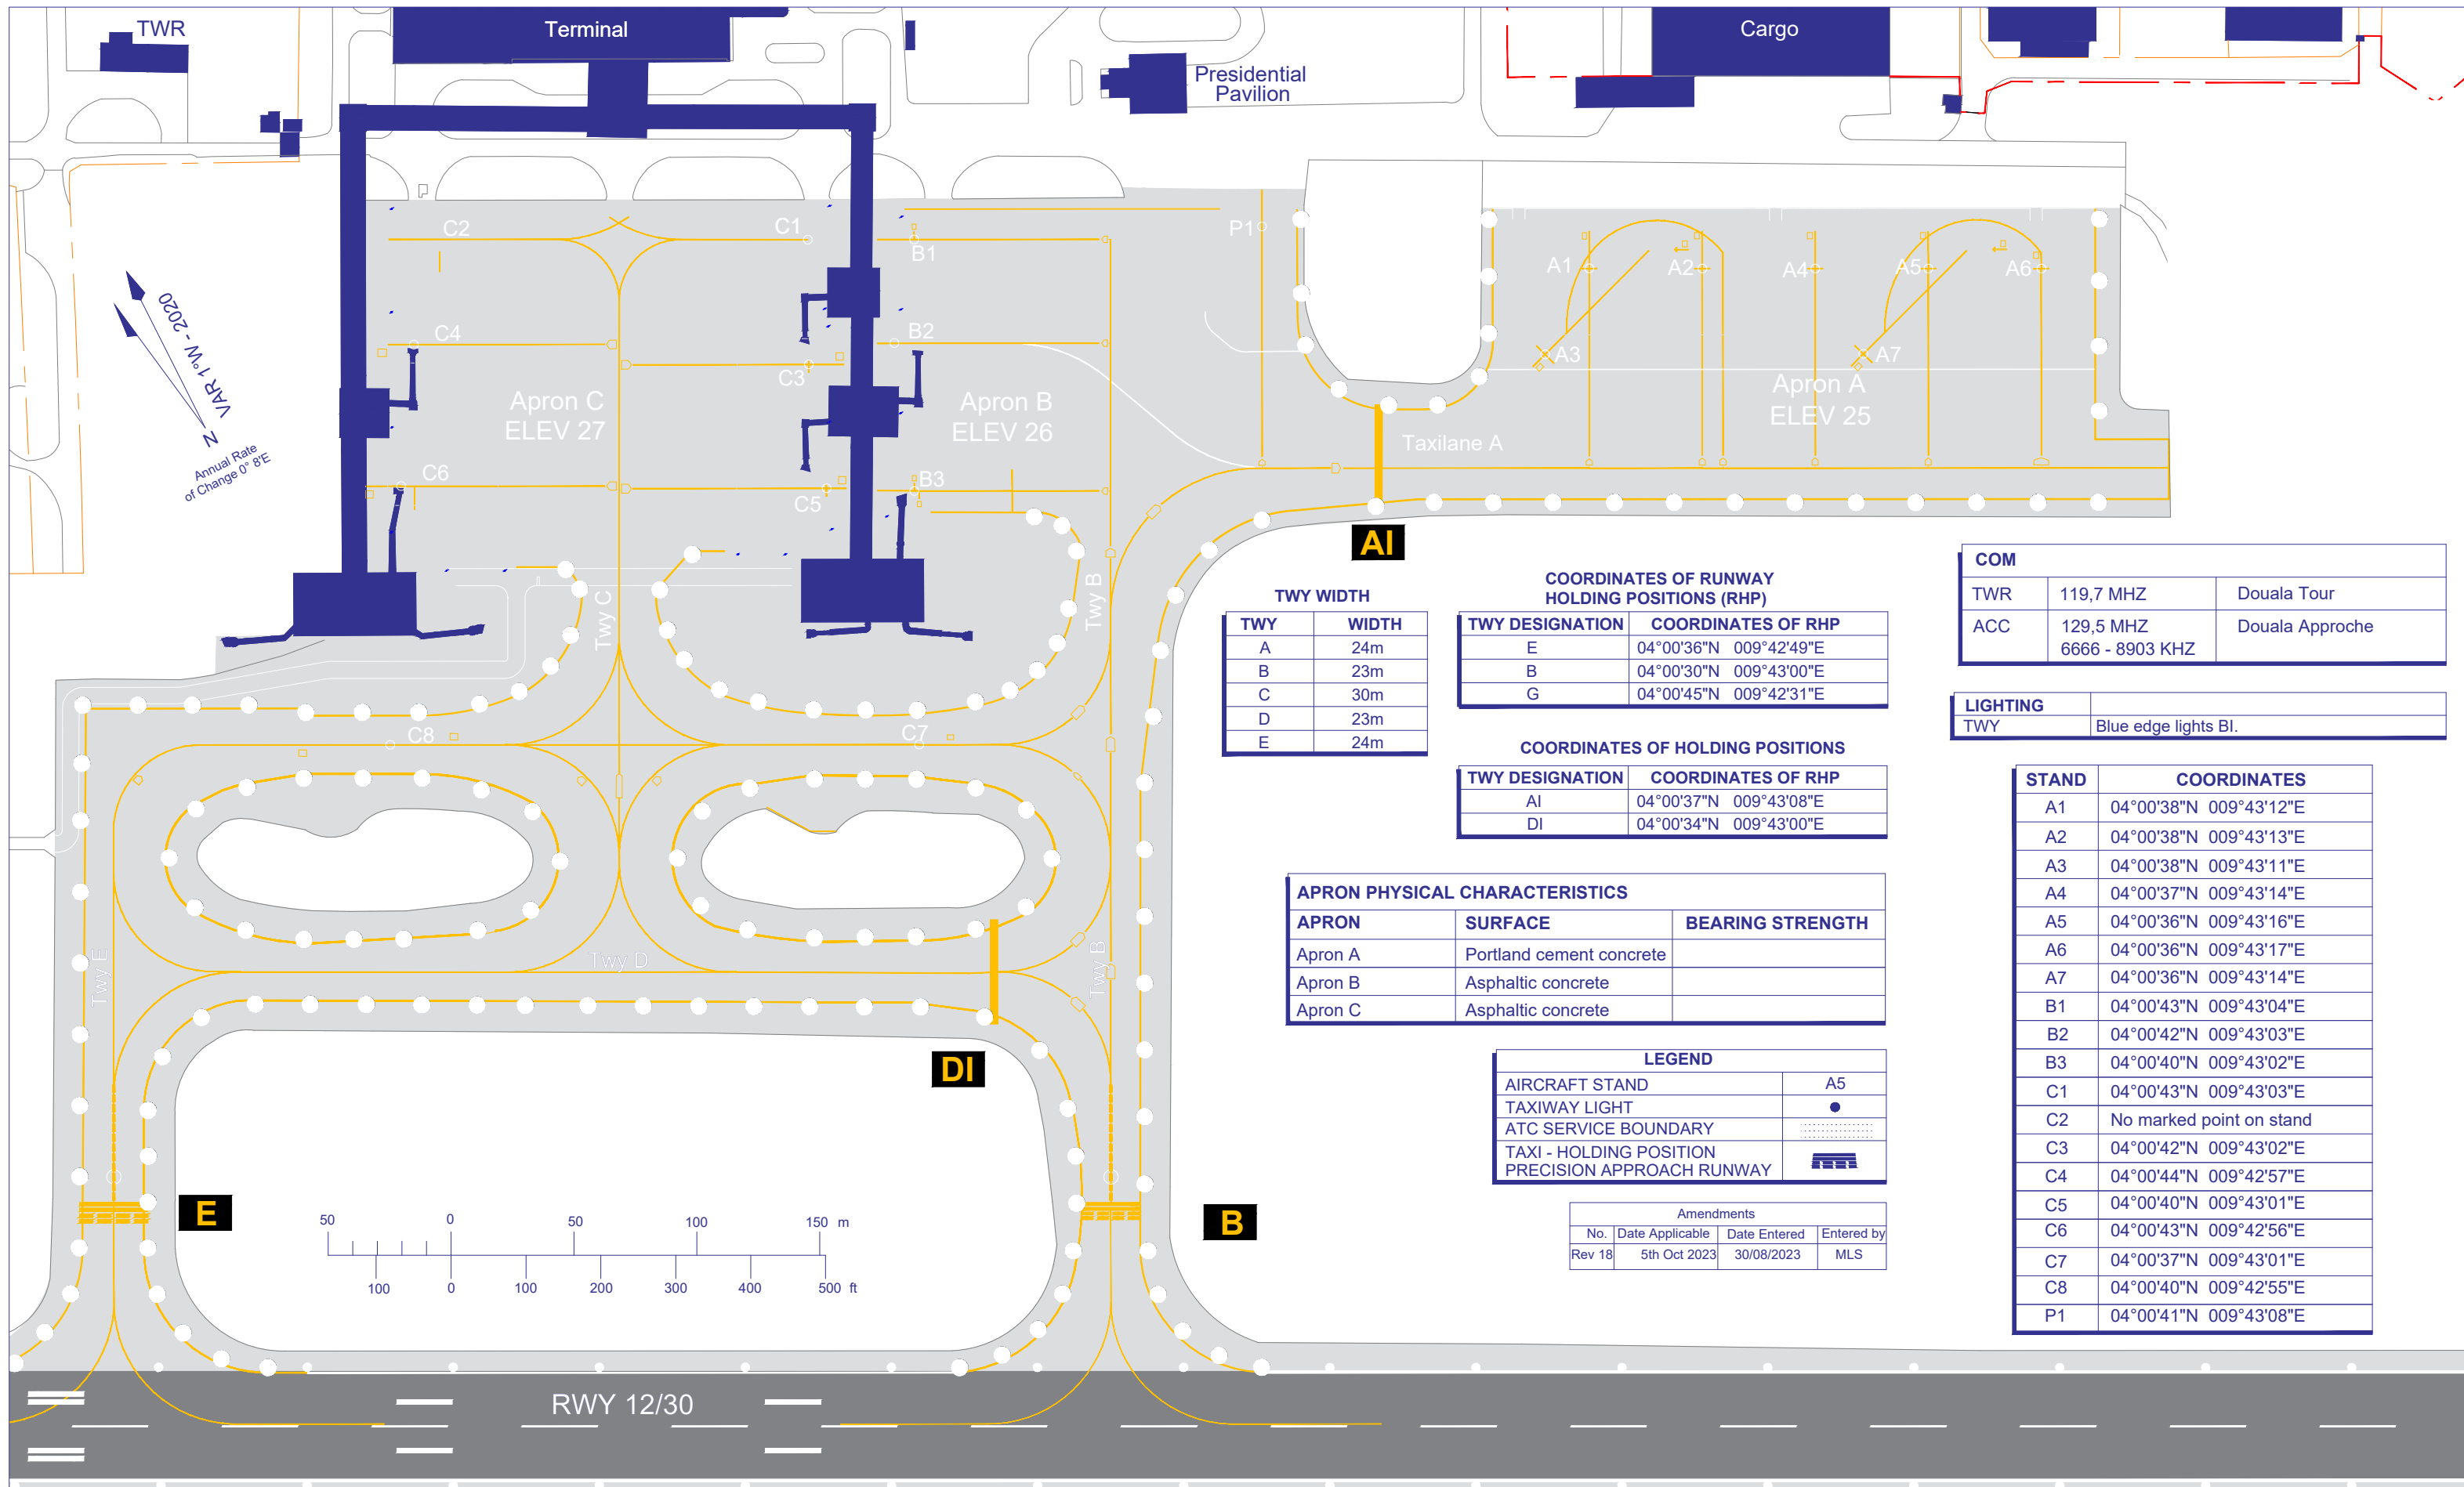 TWR
Terminal
Presidential
Pavilion
Cargo
VAR 1°W - 2020
N
Annual Rate
of Change 0° 8'E
C2
C1
B1
P1
C4
B2
C3
C6
C5
B3
Apron C
ELEV 27
Apron B
ELEV 26
A1
A2
A4
A5
A6
A3
A7
Apron A
ELEV 25
Taxilane A
AI
Twy C
Twy B
C8
C7
Twy E
Twy D
Twy B
DI
E
B
50 0 50 100 150 m
100 0 100 200 300 400 500 ft
RWY 12/30
TWY WIDTH
TWY WIDTH
A 24m
B 23m
C 30m
D 23m
E 24m
COORDINATES OF RUNWAY
HOLDING POSITIONS (RHP)
TWY DESIGNATION COORDINATES OF RHP
E 04°00'36"N 009°42'49"E
B 04°00'30"N 009°43'00"E
G 04°00'45"N 009°42'31"E
COORDINATES OF HOLDING POSITIONS
TWY DESIGNATION COORDINATES OF RHP
AI 04°00'37"N 009°43'08"E
DI 04°00'34"N 009°43'00"E
APRON PHYSICAL CHARACTERISTICS
APRON SURFACE BEARING STRENGTH
Apron A Portland cement concrete
Apron B Asphaltic concrete
Apron C Asphaltic concrete
LEGEND
AIRCRAFT STAND A5
TAXIWAY LIGHT
ATC SERVICE BOUNDARY
TAXI - HOLDING POSITION
PRECISION APPROACH RUNWAY
Amendments
No. Date Applicable Date Entered Entered by
Rev 18 5th Oct 2023 30/08/2023 MLS
COM
TWR 119,7 MHZ Douala Tour
ACC 129,5 MHZ Douala Approche
6666 - 8903 KHZ
LIGHTING
TWY Blue edge lights BI.
STAND COORDINATES
A1 04°00'38"N 009°43'12"E
A2 04°00'38"N 009°43'13"E
A3 04°00'38"N 009°43'11"E
A4 04°00'37"N 009°43'14"E
A5 04°00'36"N 009°43'16"E
A6 04°00'36"N 009°43'17"E
A7 04°00'36"N 009°43'14"E
B1 04°00'43"N 009°43'04"E
B2 04°00'42"N 009°43'03"E
B3 04°00'40"N 009°43'02"E
C1 04°00'43"N 009°43'03"E
C2 No marked point on stand
C3 04°00'42"N 009°43'02"E
C4 04°00'44"N 009°42'57"E
C5 04°00'40"N 009°43'01"E
C6 04°00'43"N 009°42'56"E
C7 04°00'37"N 009°43'01"E
C8 04°00'40"N 009°42'55"E
P1 04°00'41"N 009°43'08"E